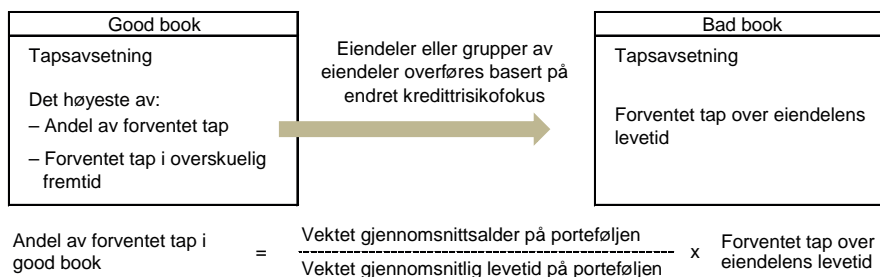 Good book
Tapsavsetning
Det høyeste av:
– Andel av forventet tap
– Forventet tap i overskuelig
fremtid
Eiendeler eller grupper av
eiendeler overføres basert på
endret kredittrisikofokus
Bad book
Tapsavsetning
Forventet tap over eiendelens
levetid
Andel av forventet tap i
good book
=
Vektet gjennomsnittsalder på porteføljen
Vektet gjennomsnitlig levetid på porteføljen
x
Forventet tap over
eiendelens levetid